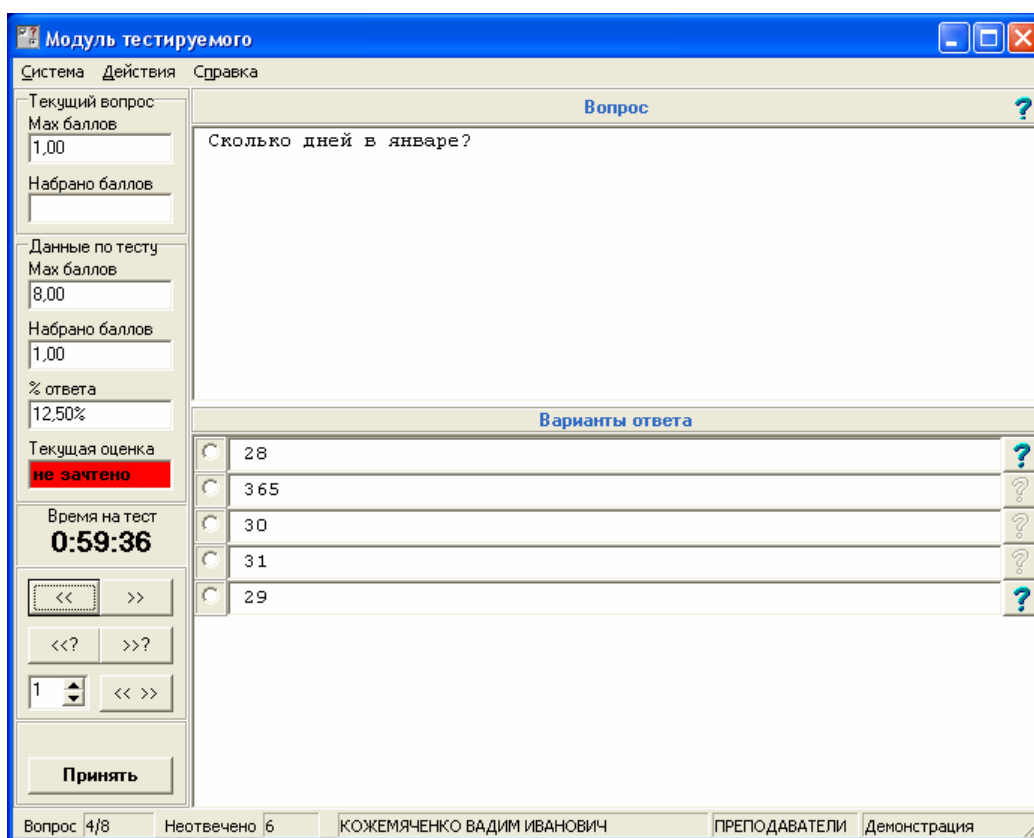 Модуль тестируемого
Система Действия Справка
Текущий вопрос
Мах баллов
1,00
Набрано баллов
Данные по тесту
Мах баллов
8,00
Набрано баллов
1,00
% ответа
12,50%
Текущая оценка
не зачтено
Время на тест
0:59:36
<< >>
<<? >>?
1 << >>
Принять
Вопрос ?
Сколько дней в январе?
Варианты ответа
28 ?
365 ?
30 ?
31 ?
29 ?
Вопрос 4/8 Неотвечено 6 КОЖЕМЯЧЕНКО ВАДИМ ИВАНОВИЧ ПРЕПОДАВАТЕЛИ Демонстрация